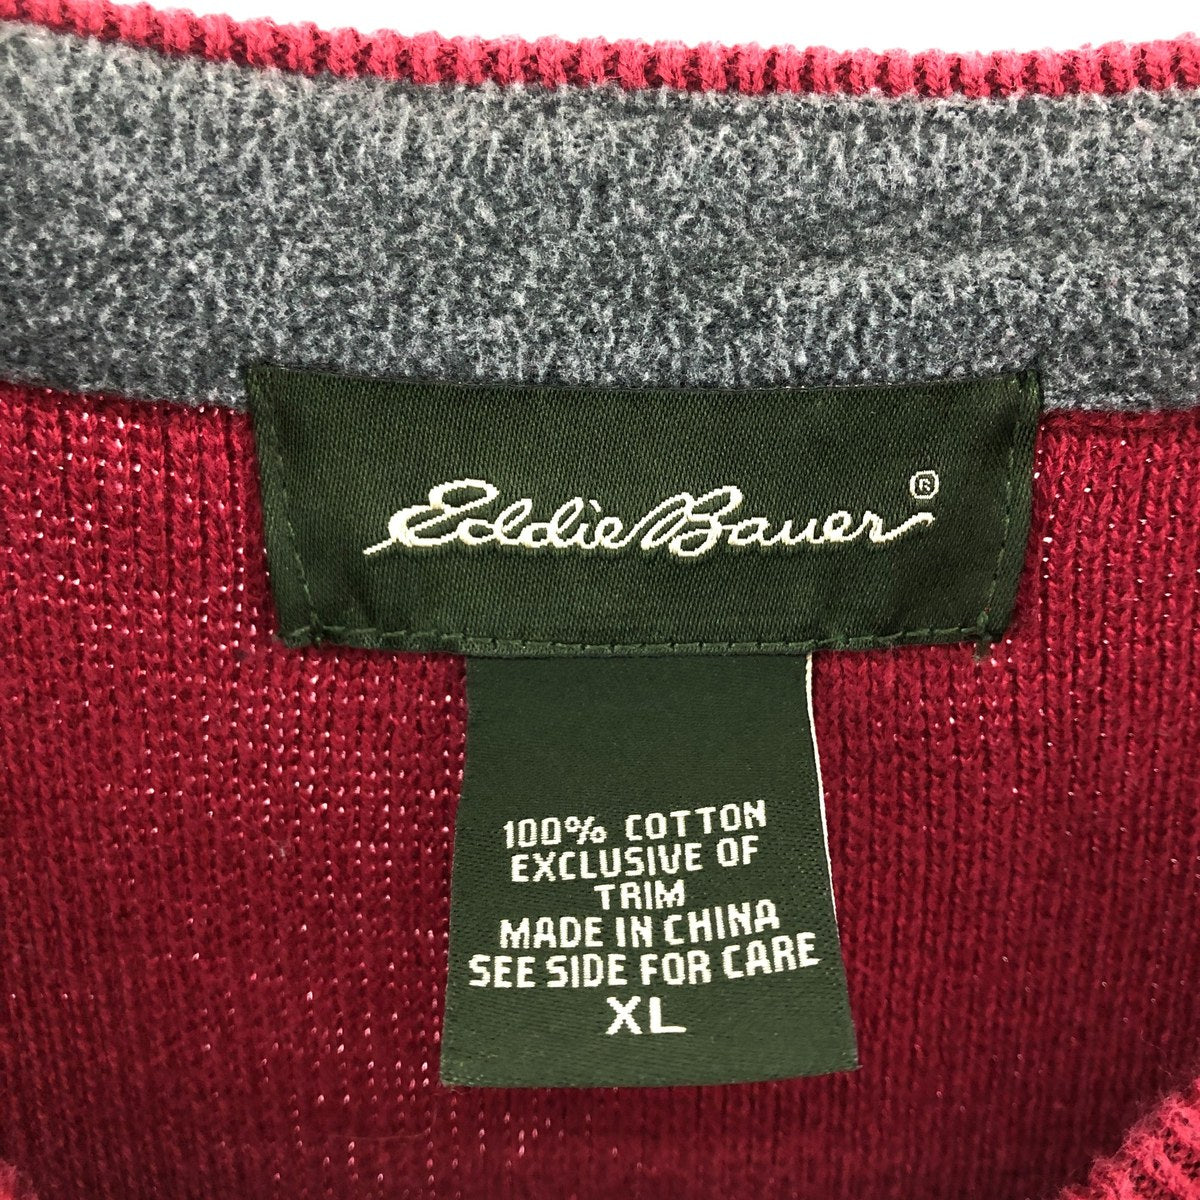 Eddie Bauer®
100% COTTON
EXCLUSIVE OF
TRIM
MADE IN CHINA
SEE SIDE FOR CARE
XL